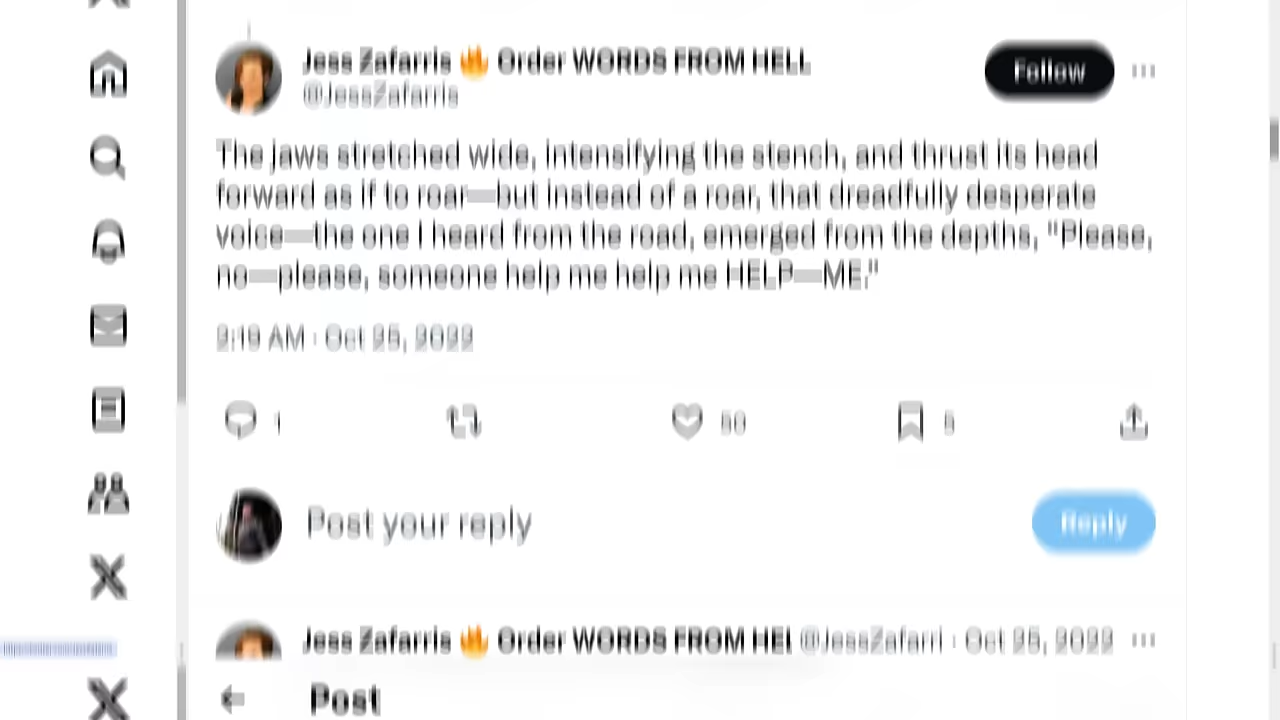 Jess Zafarris 🔥 Order WORDS FROM HELL
Follow
@JessZafarris
The jaws stretched wide, intensifying the stench, and thrust its head
forward as if to roar—but instead of a roar, that dreadfully desperate
voice—the one I heard from the road, emerged from the depths, "Please,
no—please, someone help me help me HELP—ME."
AM · Oct 25, 2022
1
50
5
Post your reply
Reply
Jess Zafarris 🔥 Order WORDS FROM HEL @JessZafarri · Oct 25, 2022
Post